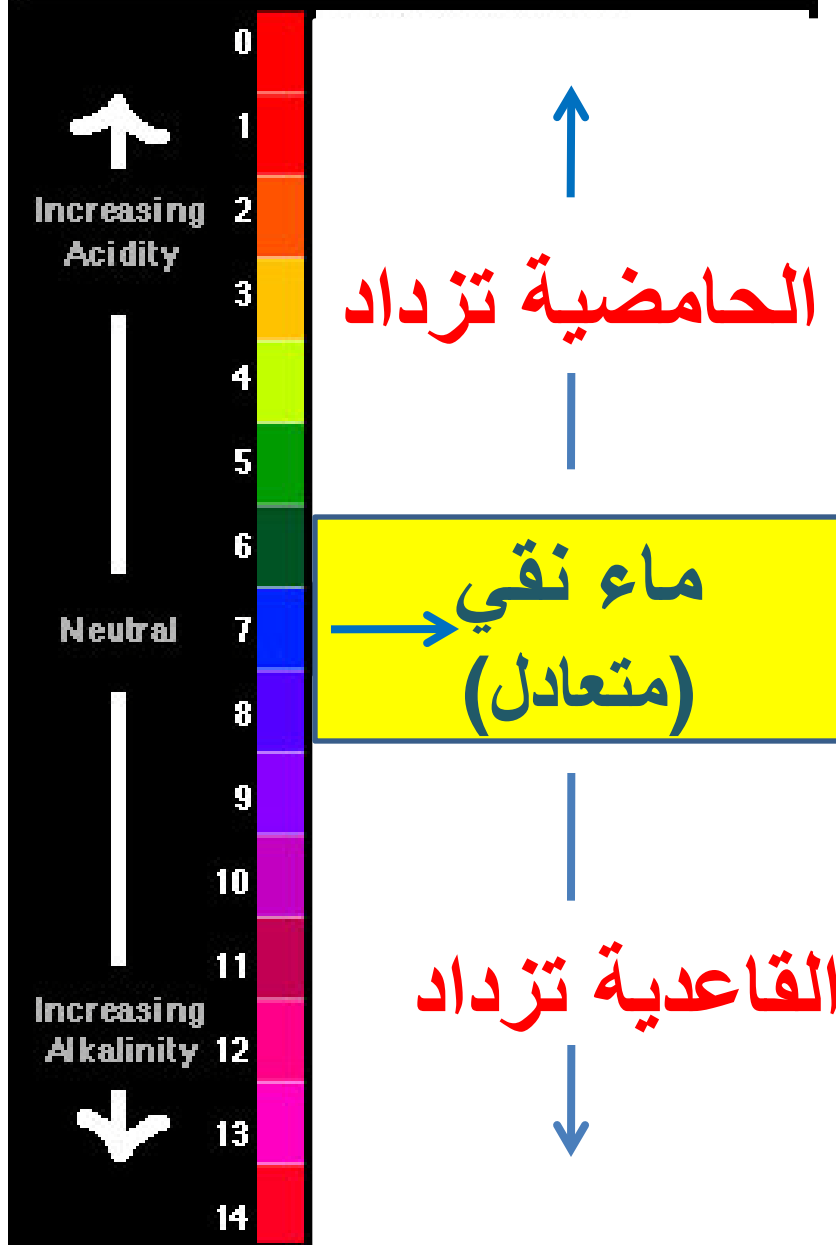 0
1
Increasing 2
Acidity
3
الحامضية تزداد
4
5
6
ماء نقي
Neutral 7
(متعادل)
8
9
10
11
القاعدية تزداد
Increasing
Alkalinity 12
13
14